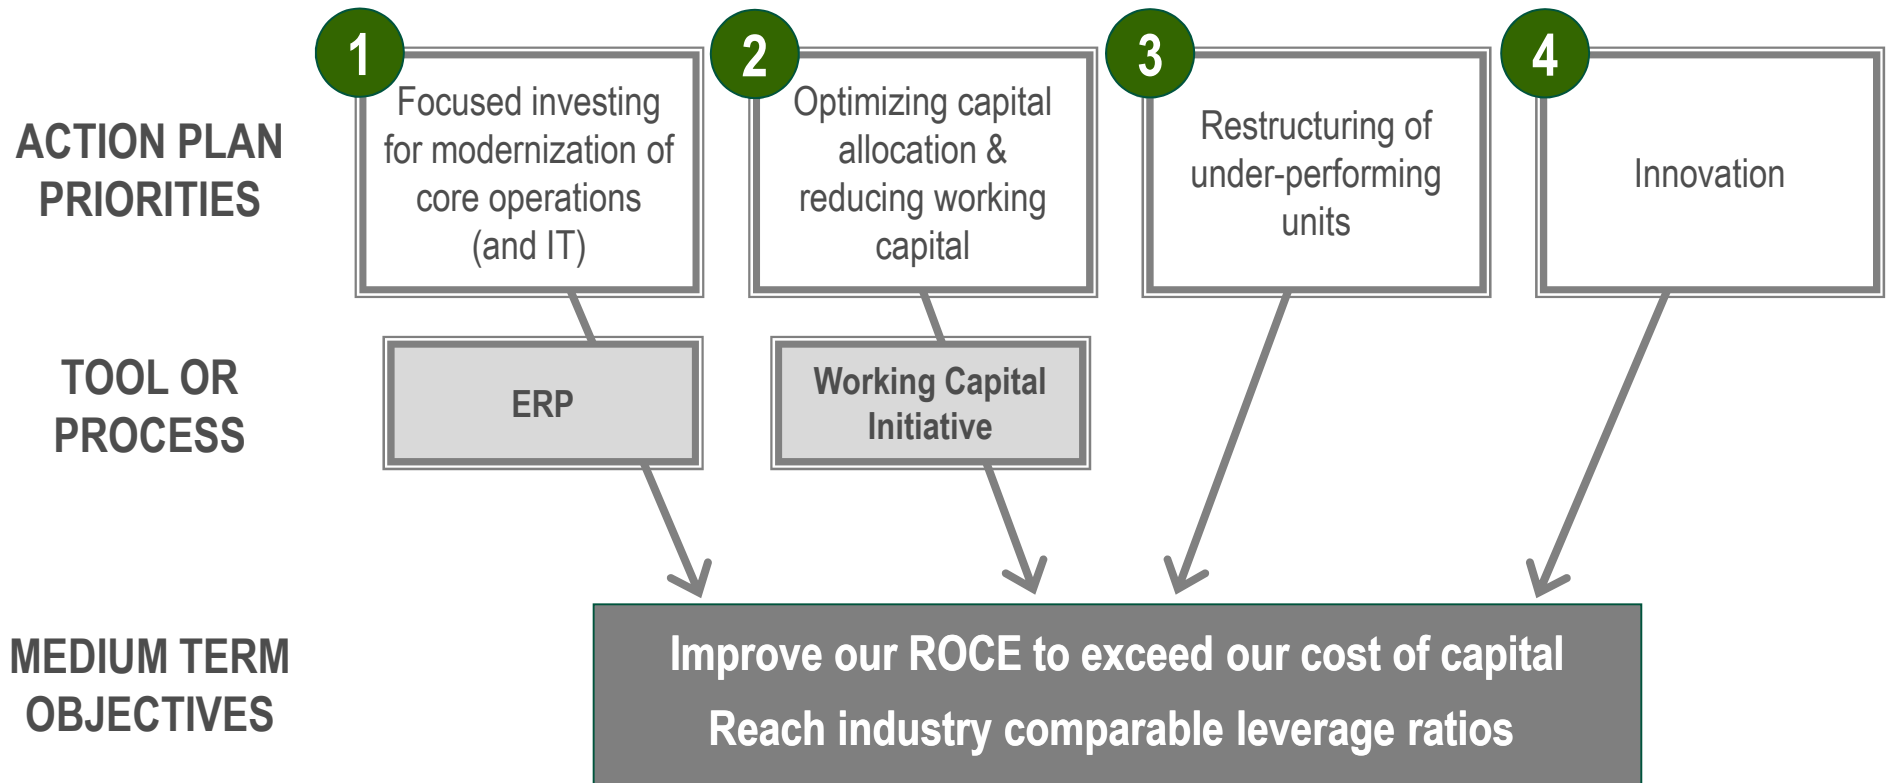 1
2
3
4
ACTION PLAN
PRIORITIES
Focused investing
for modernization of
core operations
(and IT)
Optimizing capital
allocation &
reducing working
capital
Restructuring of
under-performing
units
Innovation
TOOL OR
PROCESS
ERP
Working Capital
Initiative
MEDIUM TERM
OBJECTIVES
Improve our ROCE to exceed our cost of capital
Reach industry comparable leverage ratios